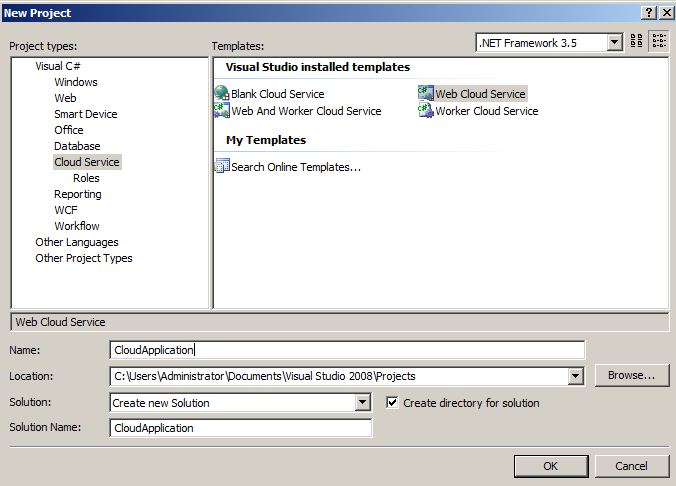 New Project
Project types:
Templates:
.NET Framework 3.5
Visual C#
Windows
Web
Smart Device
Office
Database
Cloud Service
Roles
Reporting
WCF
Workflow
Other Languages
Other Project Types
Visual Studio installed templates
Blank Cloud Service
Web Cloud Service
Web And Worker Cloud Service
Worker Cloud Service
My Templates
Search Online Templates...
Web Cloud Service
Name:
CloudApplication
Location:
C:\Users\Administrator\Documents\Visual Studio 2008\Projects
Browse...
Solution:
Create new Solution
Create directory for solution
Solution Name:
CloudApplication
OK
Cancel